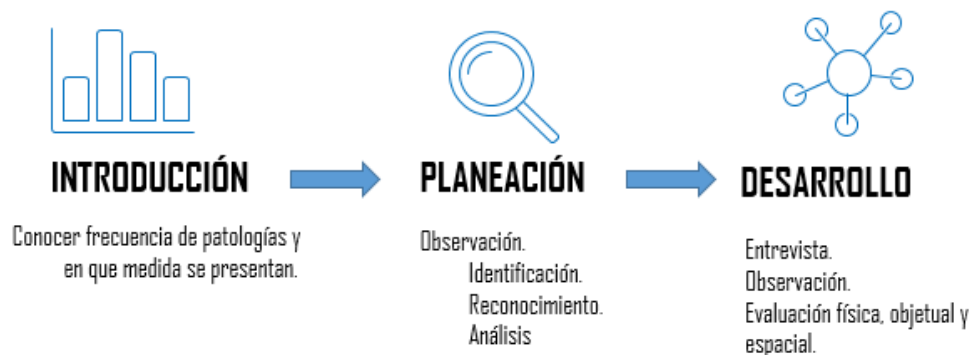 INTRODUCCIÓN
Conocer frecuencia de patologías y
en que medida se presentan.
PLANEACIÓN
Observación.
Identificación.
Reconocimiento.
Análisis
DESARROLLO
Entrevista.
Observación.
Evaluación física, objetual y
espacial.